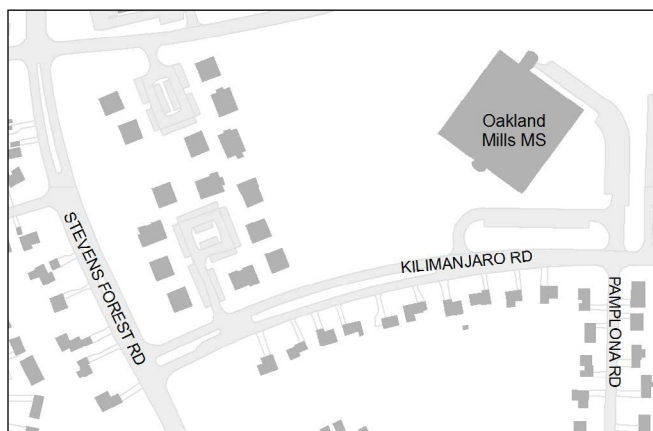 Oakland
Mills MS
STEVENS FOREST RD
KILIMANJARO RD
PAMPLONA RD